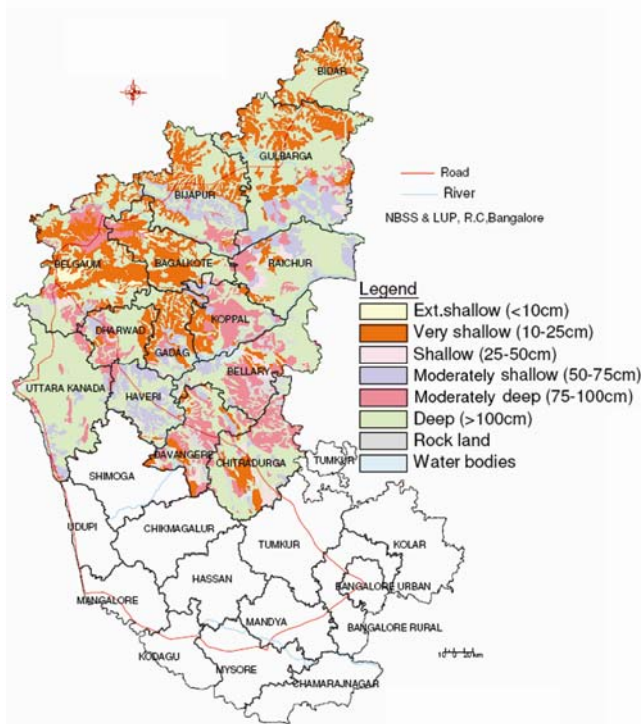 BIDAR
GULBARGA
BIJAPUR
Road
River
NBSS & LUP, R.C,Bangalore
BELGAUM
BAGALKOTE
RAICHUR
Legend
Ext.shallow (<10cm)
KOPPAL
DHARWAD
Very shallow (10-25cm)
GADAG
Shallow (25-50cm)
BELLARY
Moderately shallow (50-75cm)
UTTARA KANADA
HAVERI
Moderately deep (75-100cm)
Deep (>100cm)
Rock land
DAVANGERE
CHITRADURGA
TUMKUR
Water bodies
SHIMOGA
UDUPI
CHIKMAGALUR
TUMKUR
KOLAR
HASSAN
BANGALORE URBAN
MANGALORE
MANDYA
BANGALORE RURAL
KODAGU
MYSORE
10 0 20km
CHAMARAJNAGAR